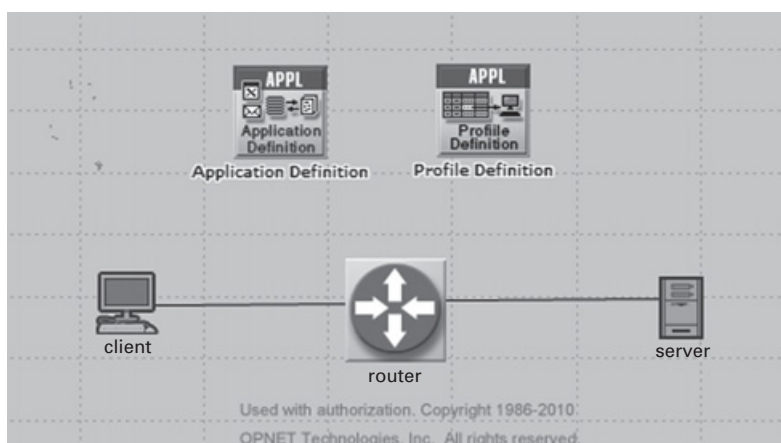 APPL
Application
Definition
Application Definition
APPL
Profiile
Definition
Profile Definition
client
router
server
Used with authorization. Copyright 1986-2010
OPNET Technologies, Inc. All rights reserved.